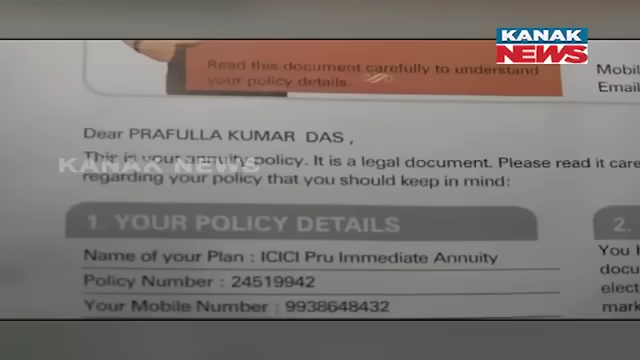 KANAK
NEWS
Read this document carefully to understand
your policy details.
Mobil
Email
Dear PRAFULLA KUMAR DAS ,
This is your annuity policy. It is a legal document. Please read it care
KANAK NEWS
regarding your policy that you should keep in mind:
1. YOUR POLICY DETAILS
2.
Name of your Plan : ICICI Pru Immediate Annuity
Policy Number : 24519942
Your Mobile Number : 9938648432
You h
docu
elect
mark